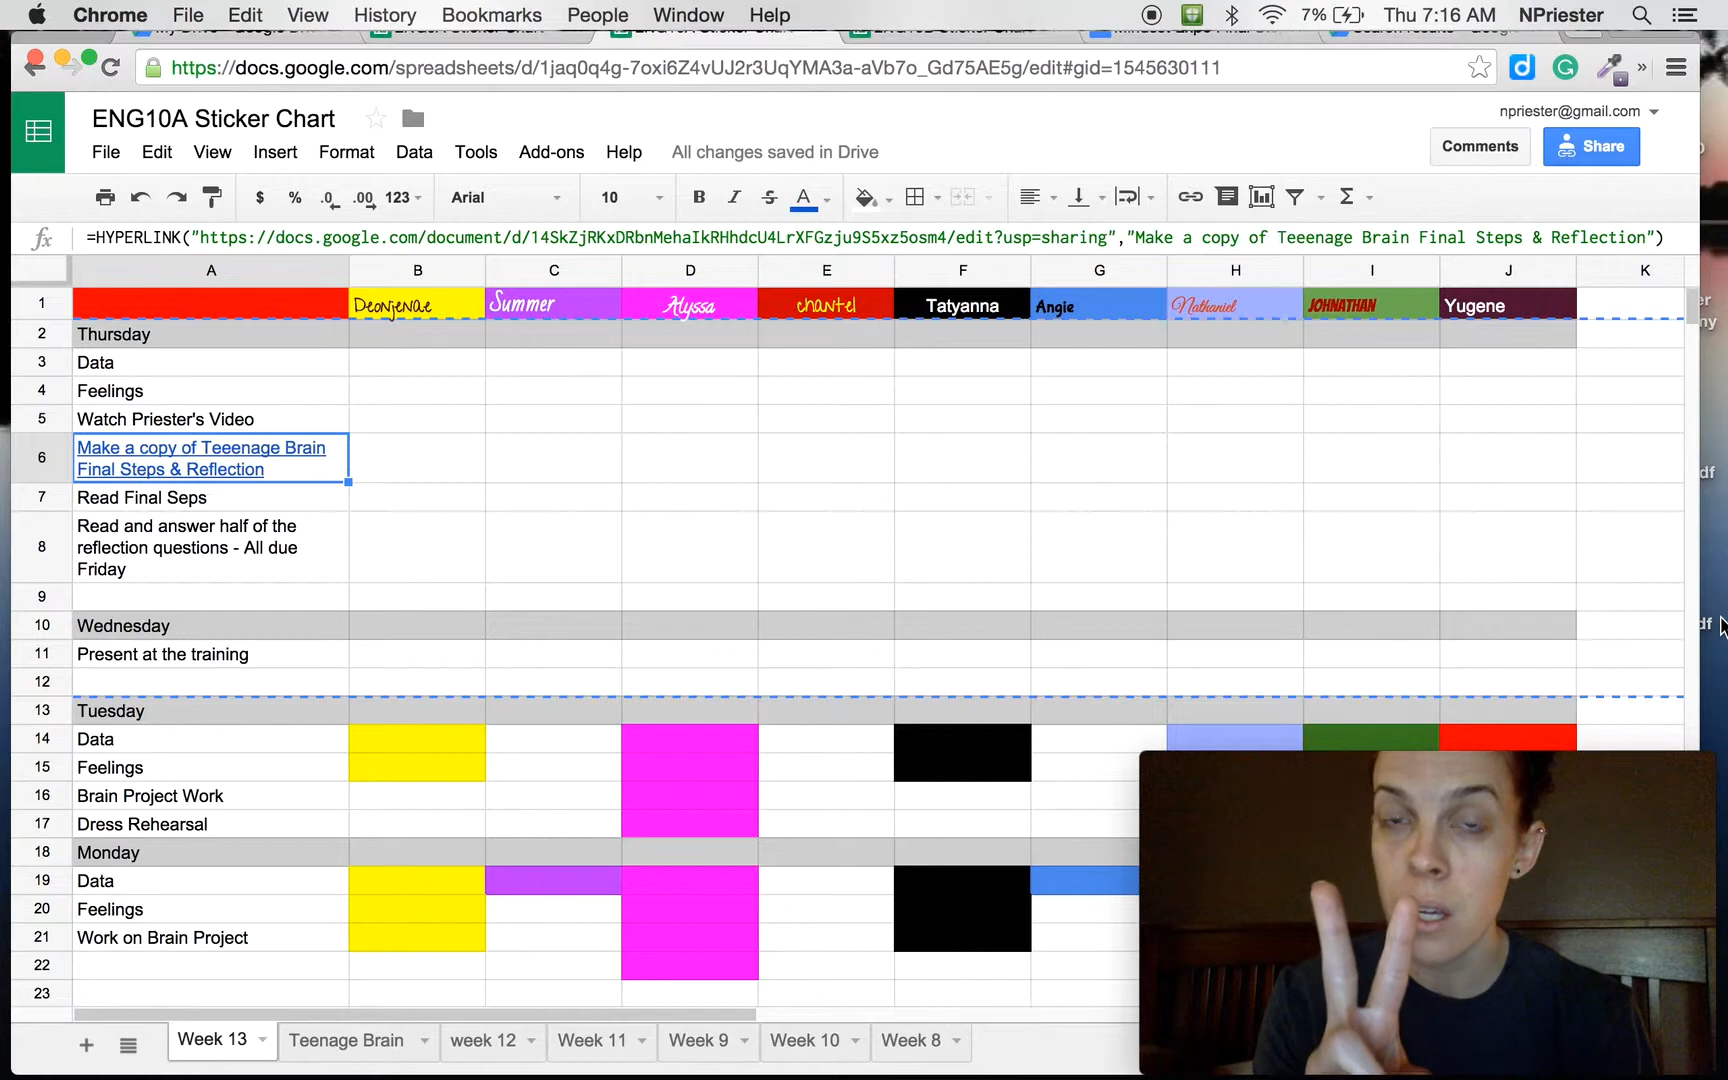 Chrome File Edit View History Bookmarks People Window Help 7% Thu 7:16 AM NPriester
https://docs.google.com/spreadsheets/d/1jaq0q4g-7oxi6Z4vUJ2r3UqYMA3a-aVb7o_Gd75AE5g/edit#gid=1545630111
ENG10A Sticker Chart
npriester@gmail.com
File Edit View Insert Format Data Tools Add-ons Help All changes saved in Drive
Comments Share
$ % .0 .00 123 Arial 10 B I S A
fx =HYPERLINK("https://docs.google.com/document/d/14SkZjRKxDRbnMehaIkRHhdcU4LrXFGzju9S5xz5osm4/edit?usp=sharing","Make a copy of Teeenage Brain Final Steps & Reflection")
A B C D E F G H I J K
1 Deonjenae Summer Alyssa chantel Tatyanna Angie Nathaniel JOHNATHAN Yugene
2 Thursday
3 Data
4 Feelings
5 Watch Priester's Video
6 Make a copy of Teeenage Brain
Final Steps & Reflection
7 Read Final Seps
8 Read and answer half of the
reflection questions - All due
Friday
9
10 Wednesday
11 Present at the training
12
13 Tuesday
14 Data
15 Feelings
16 Brain Project Work
17 Dress Rehearsal
18 Monday
19 Data
20 Feelings
21 Work on Brain Project
22
23
Week 13 Teenage Brain week 12 Week 11 Week 9 Week 10 Week 8